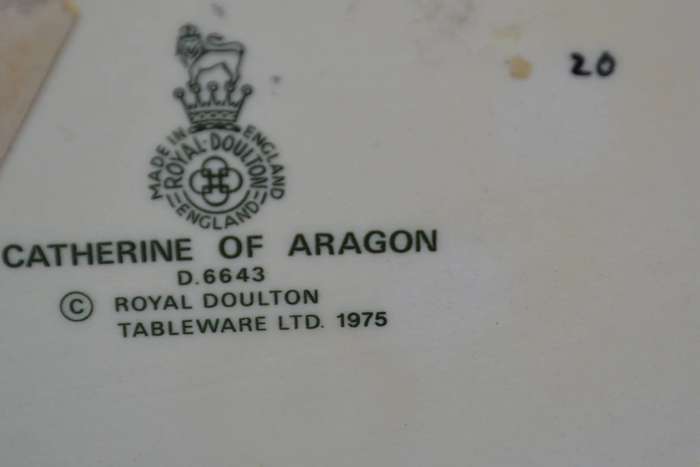 MADE IN ENGLAND
ROYAL·DOULTON
ENGLAND
20
CATHERINE OF ARAGON
D.6643
© ROYAL DOULTON
TABLEWARE LTD. 1975